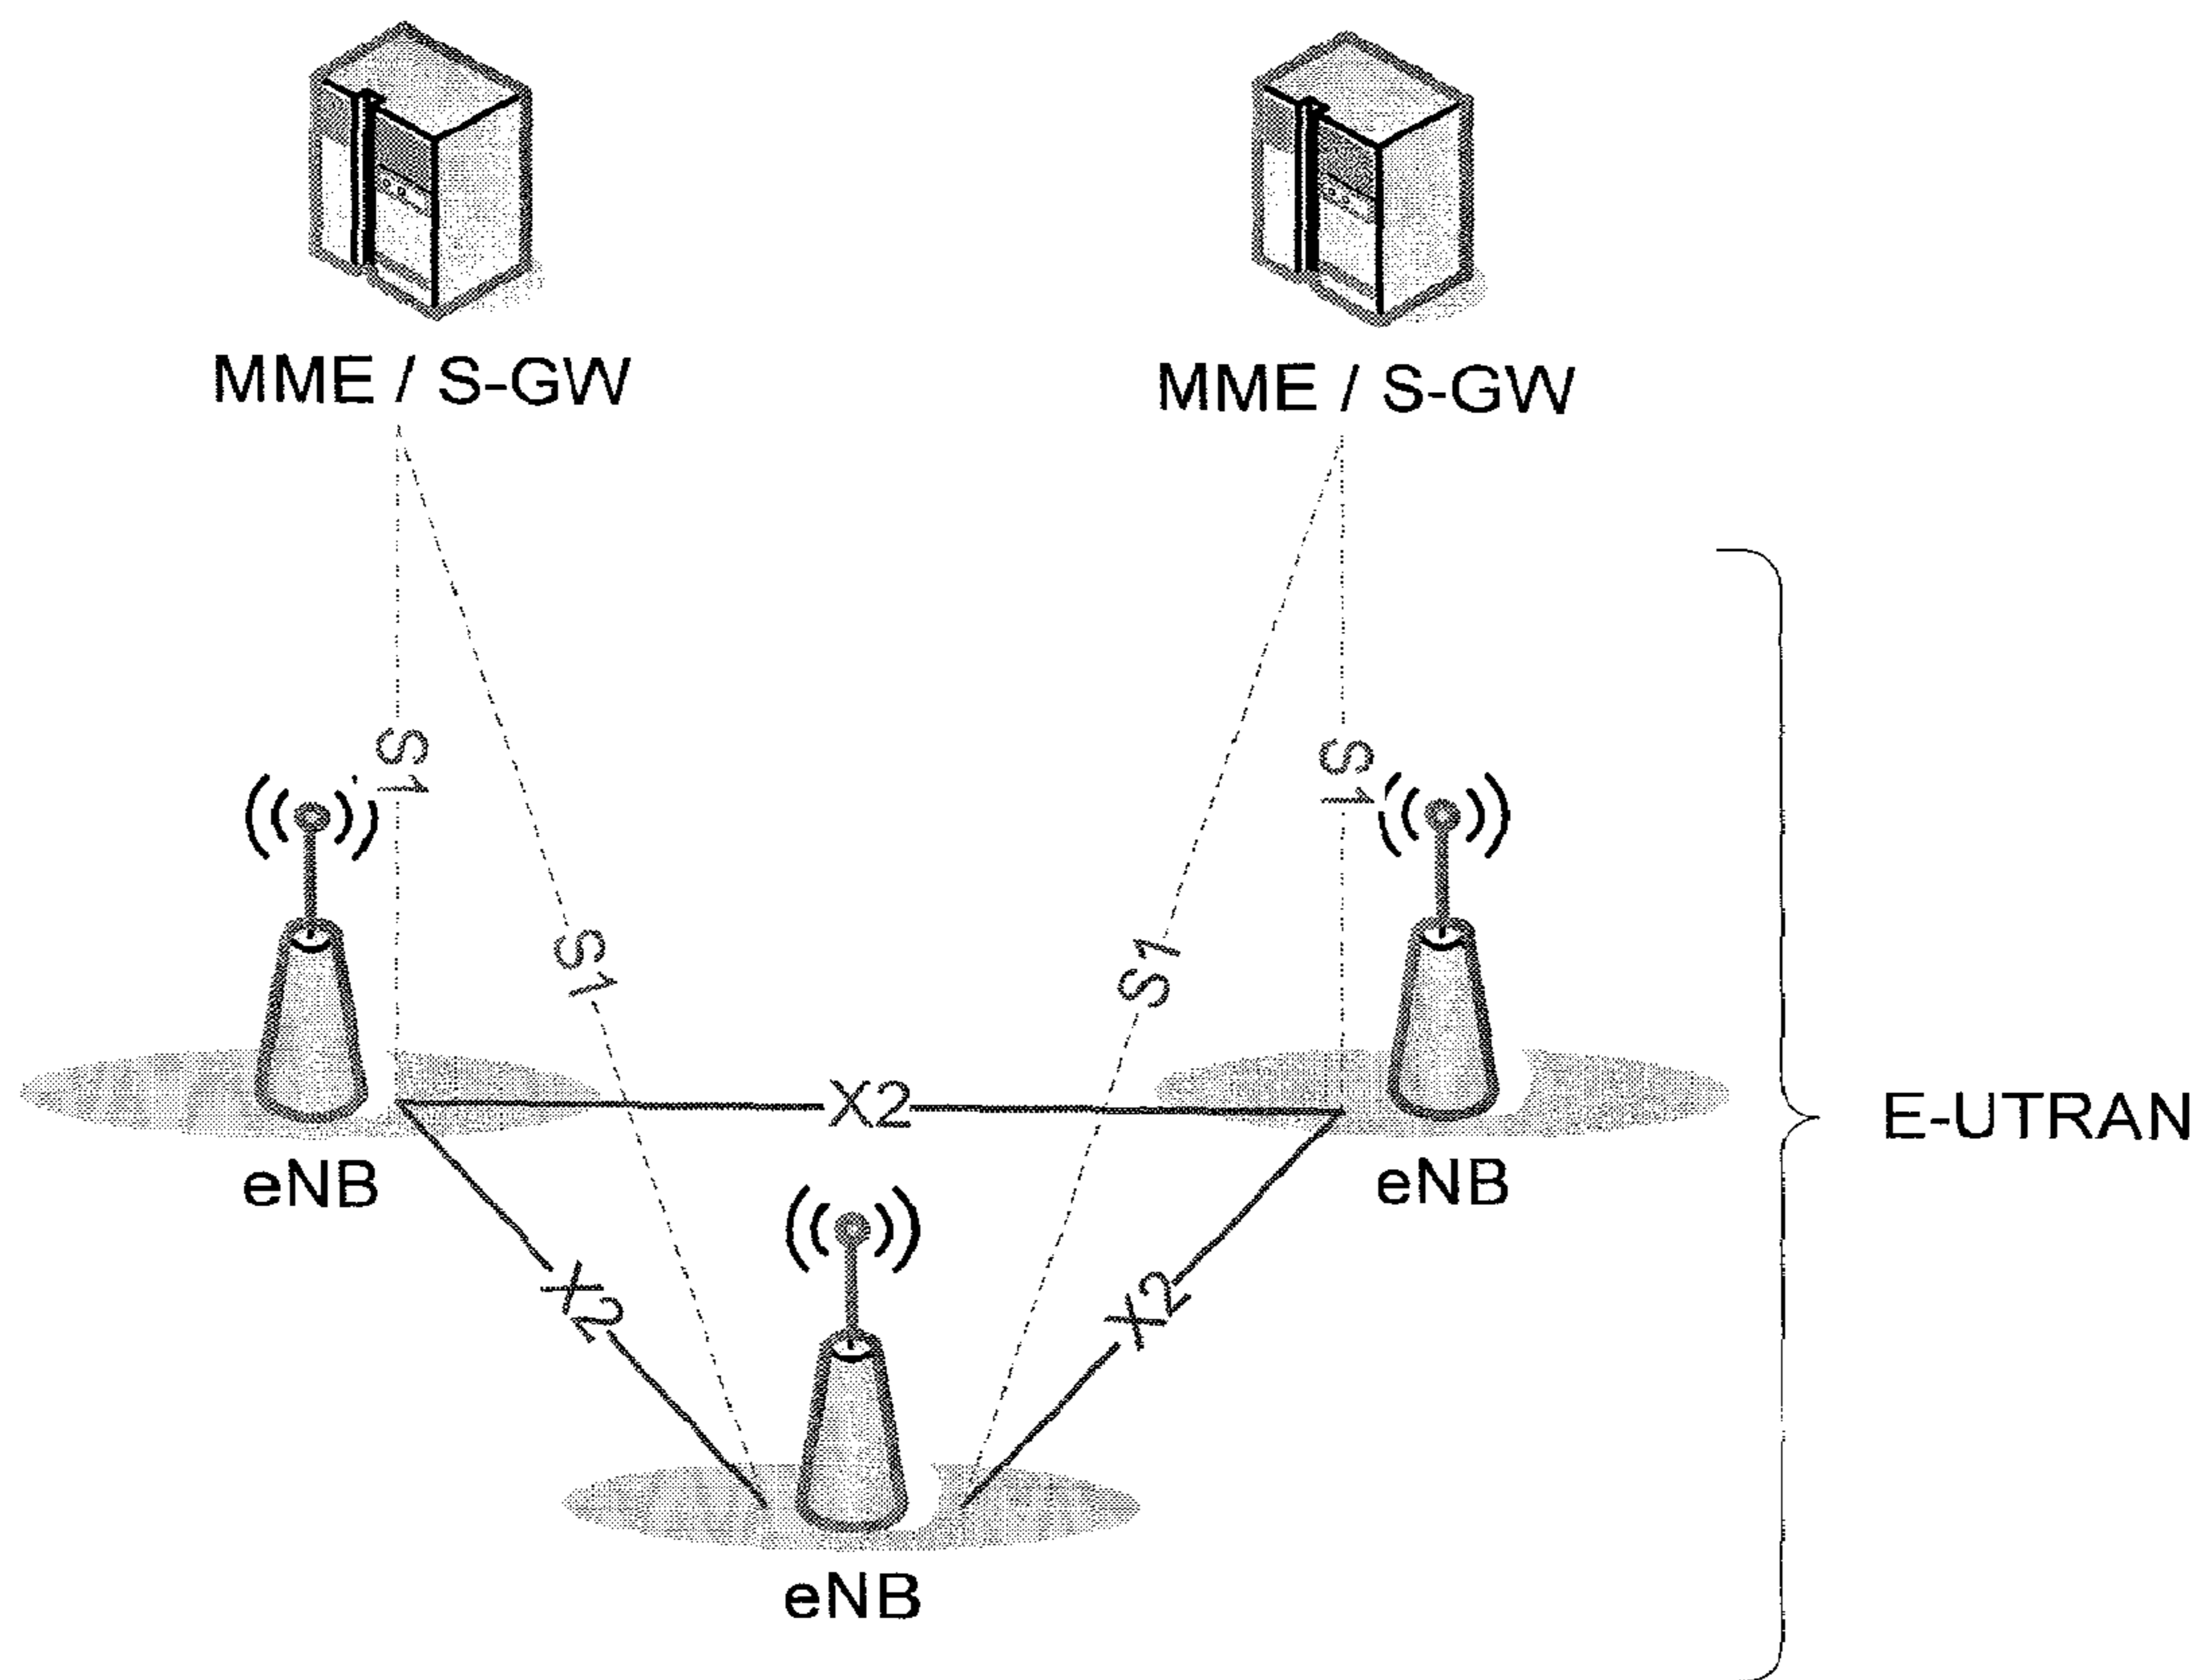 MME / S-GW
MME / S-GW
S1
S1
S1
S1
X2
E-UTRAN
eNB
eNB
X2
X2
eNB